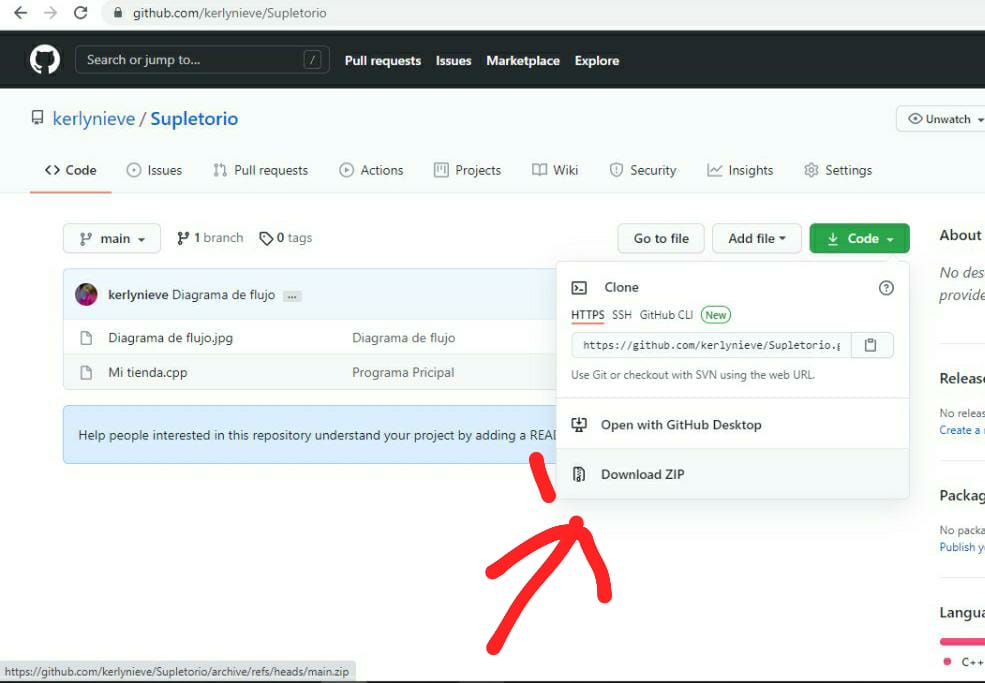 github.com/kerlynieve/Supletorio
Search or jump to... /
Pull requests Issues Marketplace Explore
kerlynieve / Supletorio
Unwatch
Code Issues Pull requests Actions Projects Wiki Security Insights Settings
main 1 branch 0 tags Go to file Add file Code
kerlynieve Diagrama de flujo ...
Diagrama de flujo.jpg Diagrama de flujo
Mi tienda.cpp Programa Pricipal
Help people interested in this repository understand your project by adding a REA
Clone
HTTPS SSH GitHub CLI New
https://github.com/kerlynieve/Supletorio.g
Use Git or checkout with SVN using the web URL.
Open with GitHub Desktop
Download ZIP
About
No des
provide
Release
No releas
Create a
Packag
No packa
Publish y
Langua
C++
https://github.com/kerlynieve/Supletorio/archive/refs/heads/main.zip